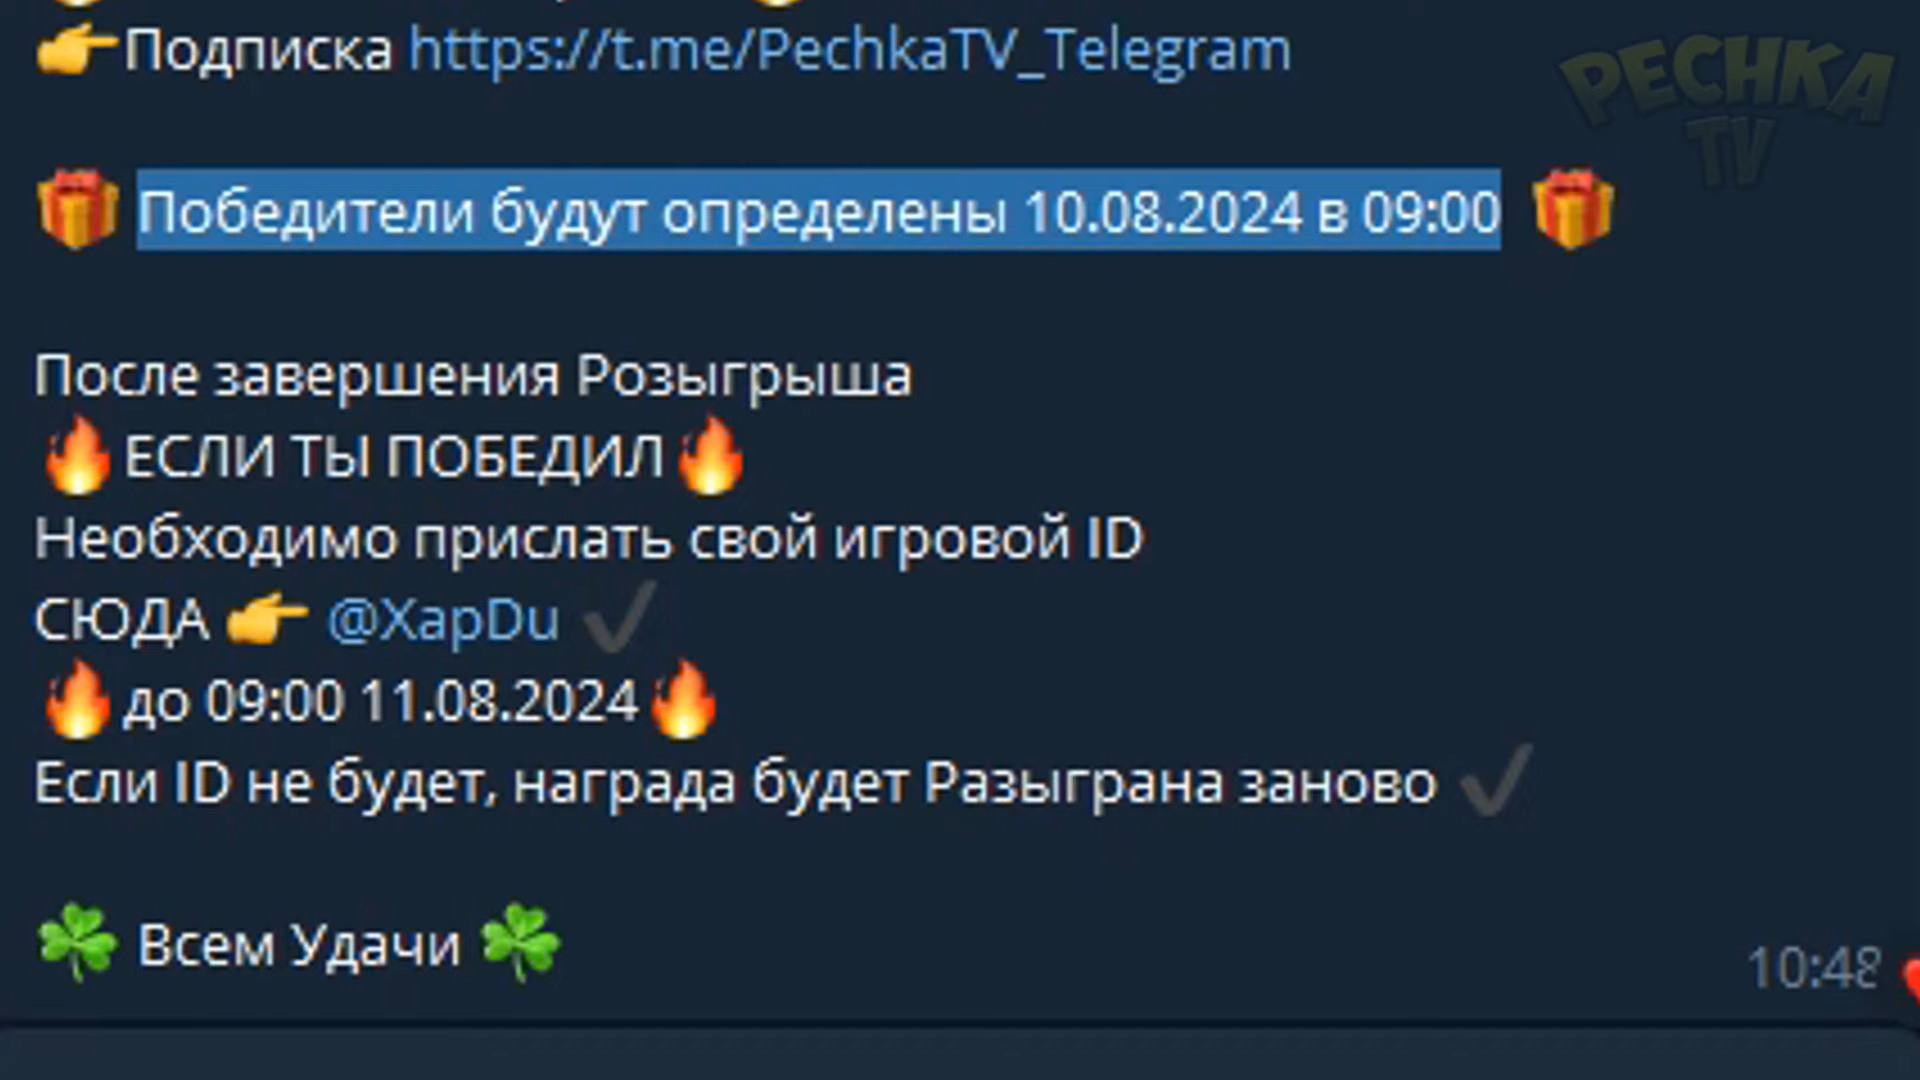 👉Подписка https://t.me/PechkaTV_Telegram
PECHKA
TV
🎁 Победители будут определены 10.08.2024 в 09:00 🎁
После завершения Розыгрыша
🔥ЕСЛИ ТЫ ПОБЕДИЛ🔥
Необходимо прислать свой игровой ID
СЮДА 👉 @XapDu ✔️
🔥до 09:00 11.08.2024🔥
Если ID не будет, награда будет Разыграна заново ✔️
☘️ Всем Удачи ☘️
10:48